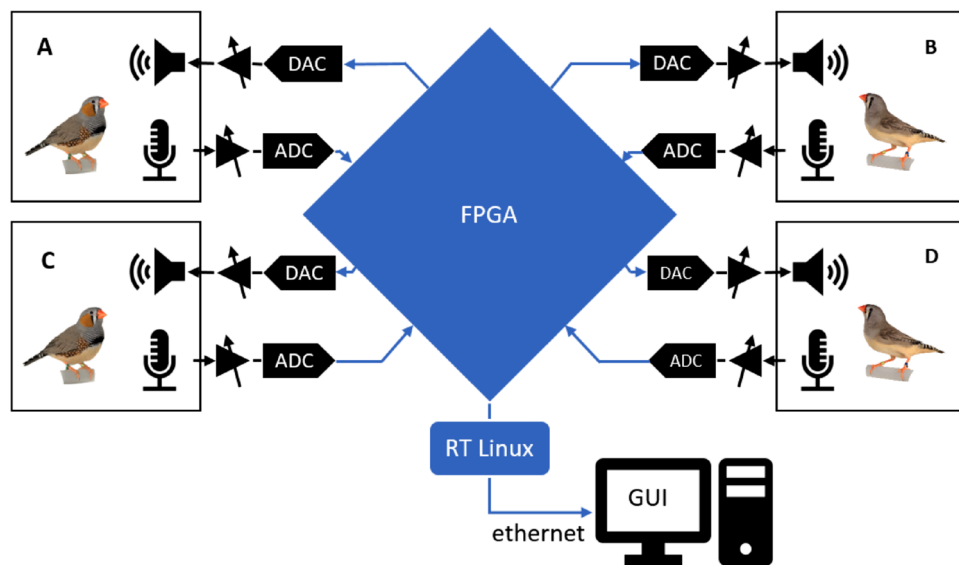 A
DAC
DAC
B
ADC
ADC
FPGA
C
DAC
DAC
D
ADC
ADC
RT Linux
GUI
ethernet